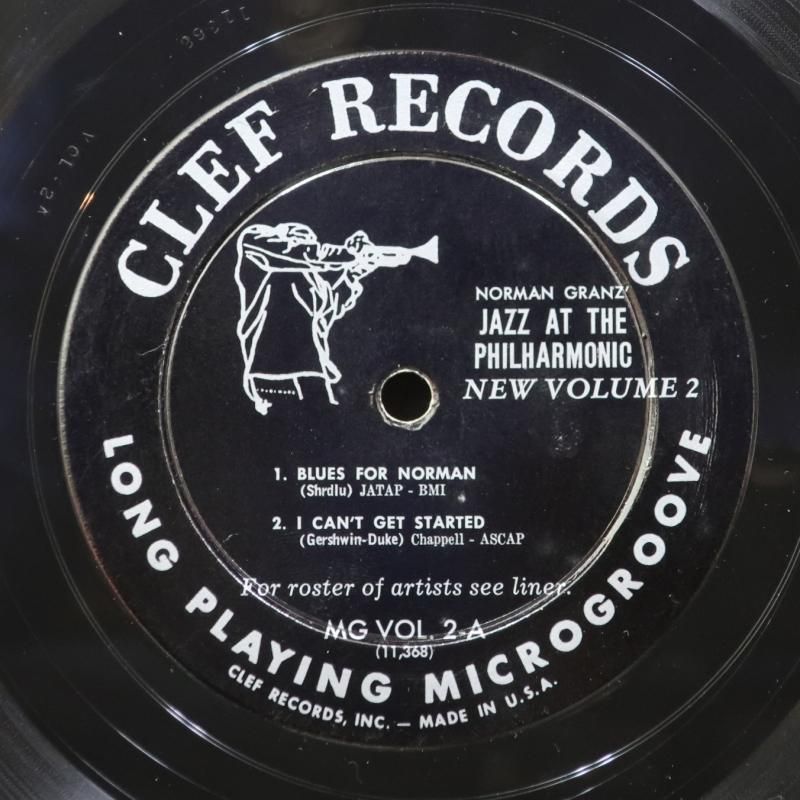 CLEF RECORDS
NORMAN GRANZ'
JAZZ AT THE
PHILHARMONIC
NEW VOLUME 2
1. BLUES FOR NORMAN
(Shrdlu) JATAP - BMI
2. I CAN'T GET STARTED
(Gershwin-Duke) Chappell - ASCAP
For roster of artists see liner.
MG VOL. 2-A
(11,368)
LONG PLAYING MICROGROOVE
CLEF RECORDS, INC. — MADE IN U.S.A.
VOL-2A